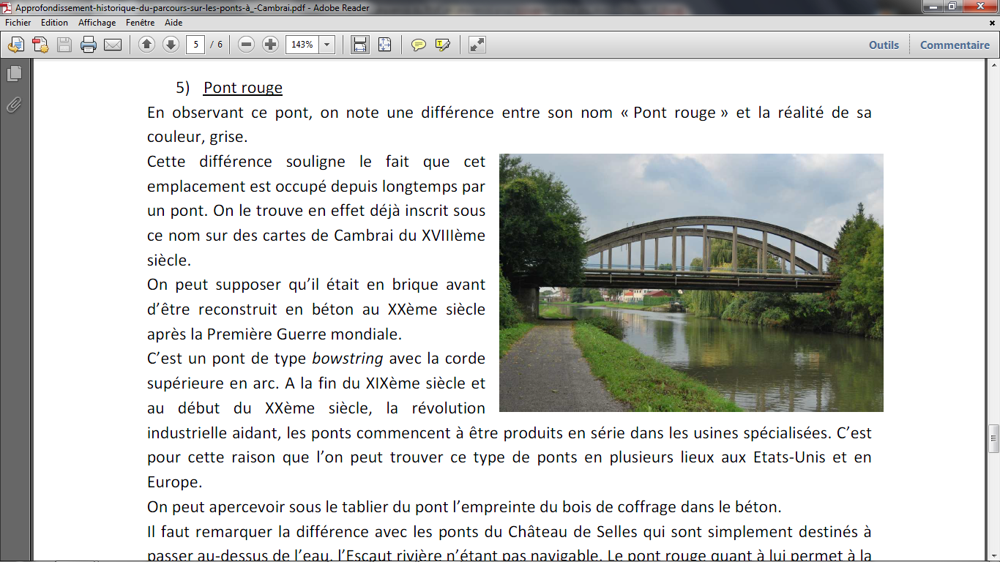 Approfondissement-historique-du-parcours-sur-les-ponts-à_-Cambrai.pdf - Adobe Reader
Fichier Edition Affichage Fenêtre Aide
5 / 6 143% Outils Commentaire
5) Pont rouge
En observant ce pont, on note une différence entre son nom « Pont rouge » et la réalité de sa
couleur, grise.
Cette différence souligne le fait que cet
emplacement est occupé depuis longtemps par
un pont. On le trouve en effet déjà inscrit sous
ce nom sur des cartes de Cambrai du XVIIIème
siècle.
On peut supposer qu’il était en brique avant
d’être reconstruit en béton au XXème siècle
après la Première Guerre mondiale.
C’est un pont de type bowstring avec la corde
supérieure en arc. A la fin du XIXème siècle et
au début du XXème siècle, la révolution
industrielle aidant, les ponts commencent à être produits en série dans les usines spécialisées. C’est
pour cette raison que l’on peut trouver ce type de ponts en plusieurs lieux aux Etats-Unis et en
Europe.
On peut apercevoir sous le tablier du pont l’empreinte du bois de coffrage dans le béton.
Il faut remarquer la différence avec les ponts du Château de Selles qui sont simplement destinés à
passer au-dessus de l’eau, l’Escaut rivière n’étant pas navigable. Le pont rouge quant à lui permet à la